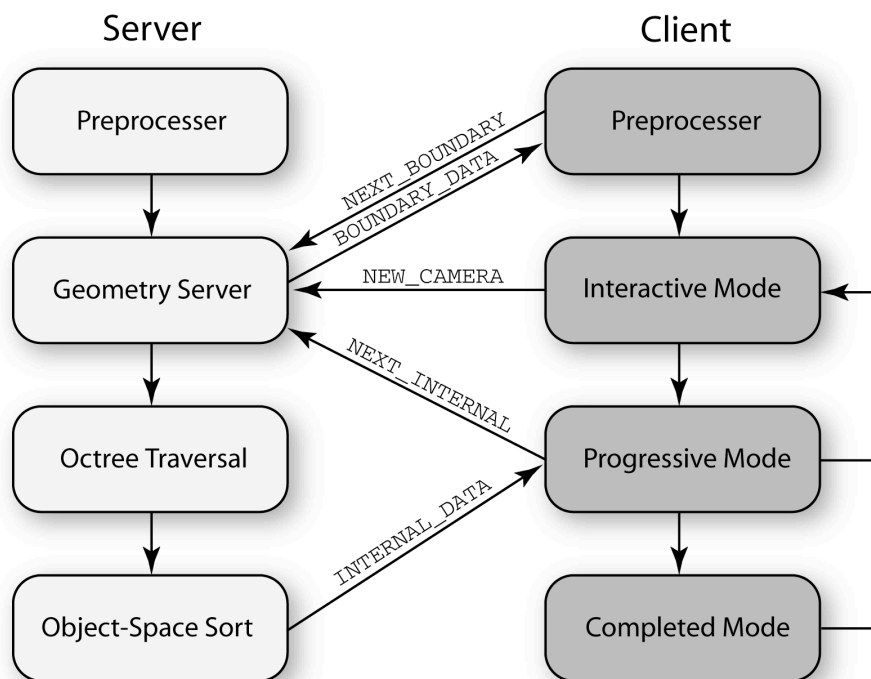 Server
Client
Preprocesser
Preprocesser
NEXT_BOUNDARY
BOUNDARY_DATA
Geometry Server
NEW_CAMERA
Interactive Mode
NEXT_INTERNAL
Octree Traversal
Progressive Mode
INTERNAL_DATA
Object-Space Sort
Completed Mode